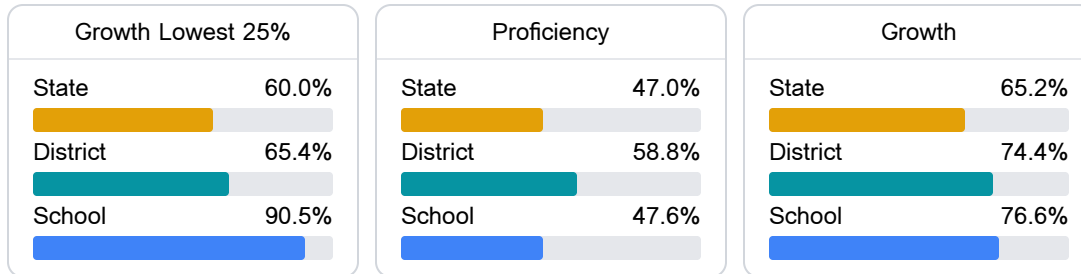 Growth Lowest 25%
State 60.0%
District 65.4%
School 90.5%
Proficiency
State 47.0%
District 58.8%
School 47.6%
Growth
State 65.2%
District 74.4%
School 76.6%